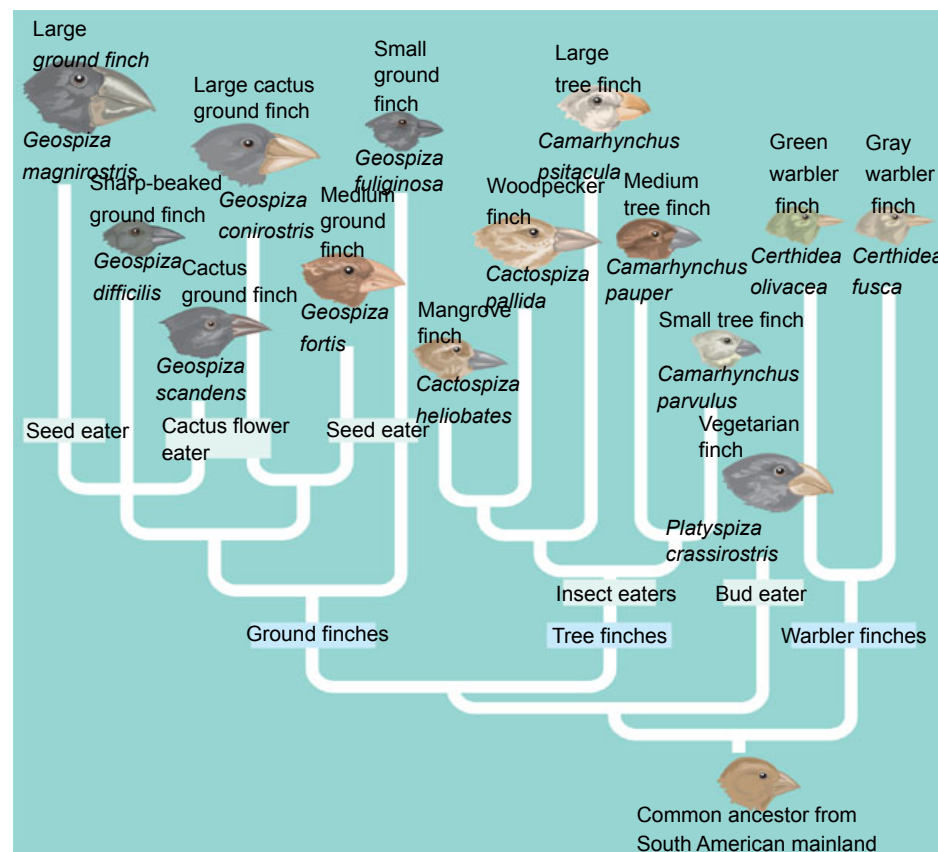 Large
ground finch
Geospiza
magnirostris
Sharp-beaked
ground finch
Geospiza
difficilis
Large cactus
ground finch
Geospiza
conirostris
Cactus
ground finch
Geospiza
scandens
Medium
ground
finch
Geospiza
fortis
Small
ground
finch
Geospiza
fuliginosa
Mangrove
finch
Cactospiza
heliobates
Woodpecker
finch
Cactospiza
pallida
Large
tree finch
Camarhynchus
psitacula
Medium
tree finch
Camarhynchus
pauper
Small tree finch
Camarhynchus
parvulus
Vegetarian
finch
Platyspiza
crassirostris
Green
warbler
finch
Certhidea
olivacea
Gray
warbler
finch
Certhidea
fusca
Seed eater
Cactus flower
eater
Seed eater
Insect eaters
Bud eater
Ground finches
Tree finches
Warbler finches
Common ancestor from
South American mainland